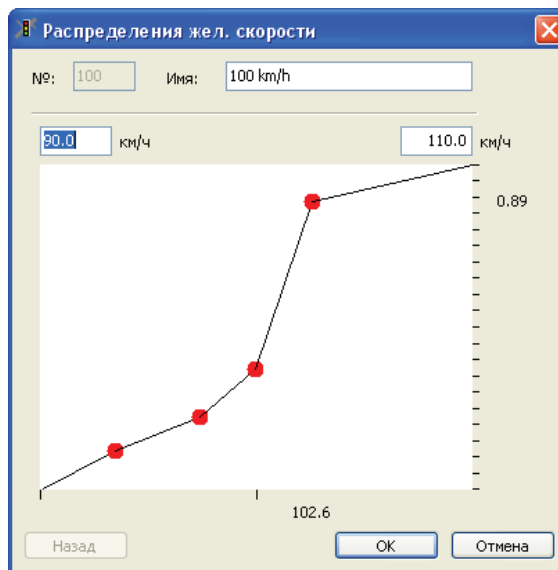 Распределения жел. скорости
№: 100 Имя: 100 km/h
90.0 км/ч 110.0 км/ч
0.89
102.6
Назад OK Отмена